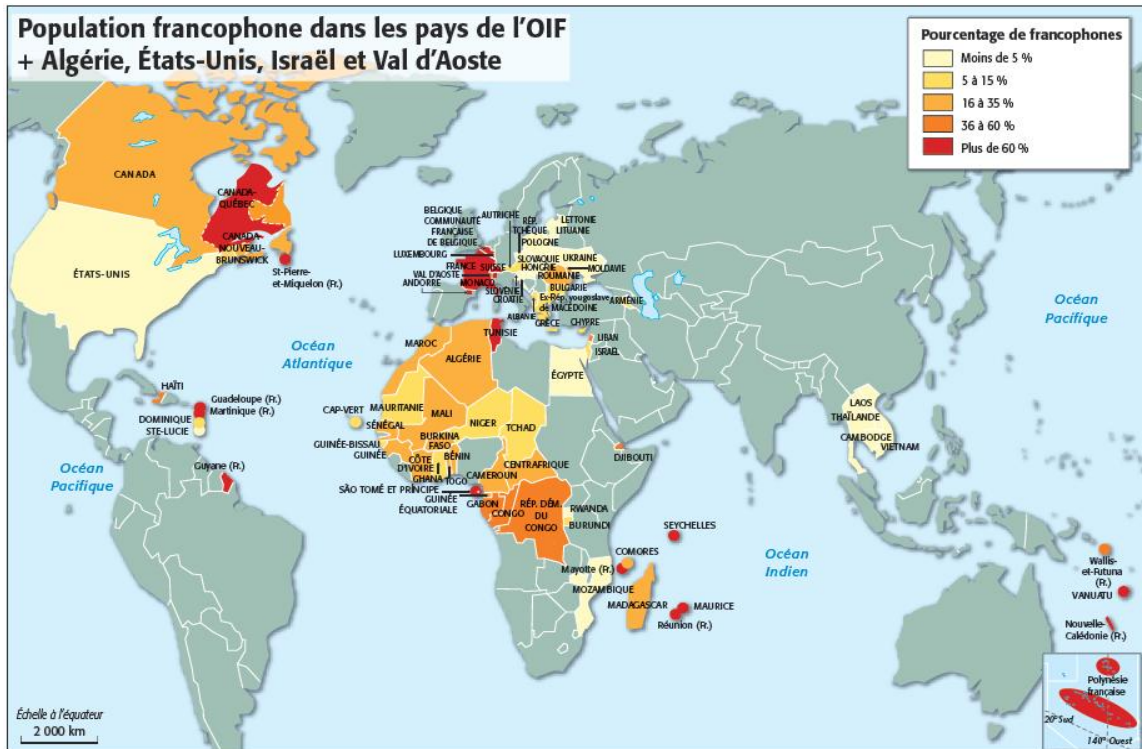 Population francophone dans les pays de l'OIF
+ Algérie, États-Unis, Israël et Val d'Aoste
Pourcentage de francophones
Moins de 5 %
5 à 15 %
16 à 35 %
36 à 60 %
Plus de 60 %
CANADA
CANADA-
QUÉBEC
CANADA-
NOUVEAU-
BRUNSWICK
St-Pierre-
et-Miquelon (Fr.)
ÉTATS-UNIS
Océan
Atlantique
HAÏTI
Guadeloupe (Fr.)
Martinique (Fr.)
DOMINIQUE
STE-LUCIE
Guyane (Fr.)
Océan
Pacifique
BELGIQUE
COMMUNAUTÉ
FRANÇAISE
DE BELGIQUE
LUXEMBOURG
FRANCE
SUISSE
VAL D'AOSTE
MONACO
ANDORRE
AUTRICHE
RÉP.
TCHÈQUE
POLOGNE
LETTONIE
LITUANIE
SLOVAQUIE
UKRAINE
HONGRIE
MOLDAVIE
ROUMANIE
BULGARIE
SLOVÉNIE
CROATIE
Ex-Rép. yougoslave
de MACÉDOINE
ALBANIE
GRÈCE
CHYPRE
ARMÉNIE
LIBAN
ISRAËL
TUNISIE
MAROC
ALGÉRIE
ÉGYPTE
CAP-VERT
MAURITANIE
MALI
NIGER
TCHAD
SÉNÉGAL
GUINÉE-BISSAU
GUINÉE
BURKINA
FASO
BÉNIN
CÔTE
D'IVOIRE
GHANA
TOGO
CAMEROUN
CENTRAFRIQUE
DJIBOUTI
SÃO TOMÉ ET PRÍNCIPE
GUINÉE
ÉQUATORIALE
GABON
CONGO
RÉP. DÉM.
DU
CONGO
RWANDA
BURUNDI
SEYCHELLES
COMORES
Mayotte (Fr.)
MOZAMBIQUE
MADAGASCAR
MAURICE
Réunion (Fr.)
Océan
Indien
LAOS
THAÏLANDE
CAMBODGE
VIETNAM
Océan
Pacifique
Wallis-
et-Futuna
(Fr.)
VANUATU
Nouvelle-
Calédonie (Fr.)
Polynésie
française
20° Sud
140° Ouest
Échelle à l'équateur
2 000 km